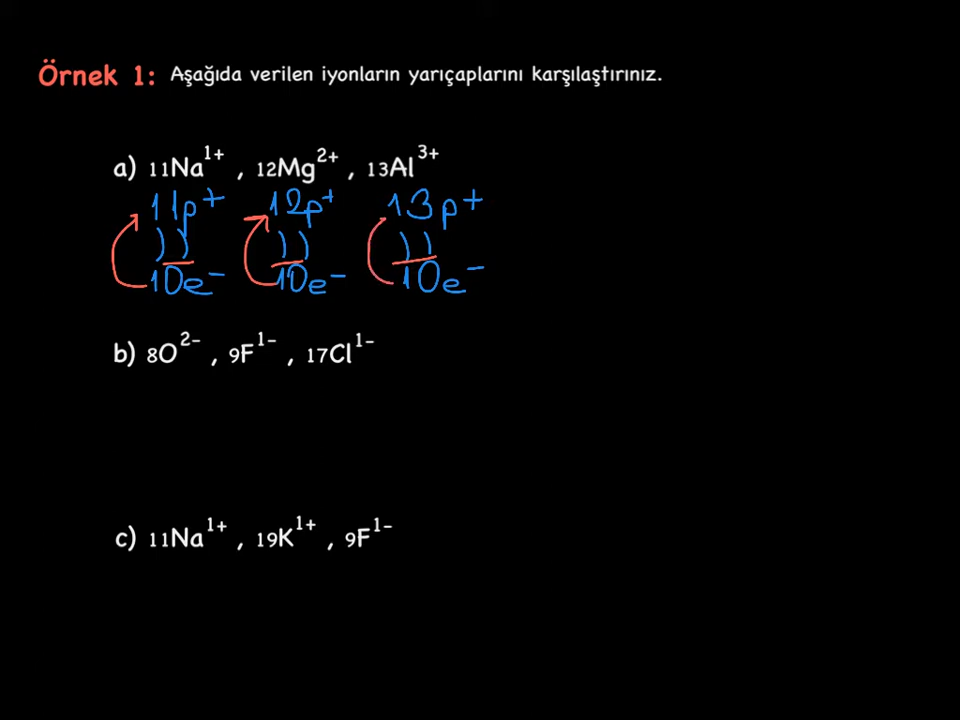 Örnek 1: Aşağıda verilen iyonların yarıçaplarını karşılaştırınız.
a) ₁₁Na¹⁺ , ₁₂Mg²⁺ , ₁₃Al³⁺
11p⁺ 12p⁺ 13p⁺
)) )) ))
10e⁻ 10e⁻ 10e⁻
b) ₈O²⁻ , ₉F¹⁻ , ₁₇Cl¹⁻
c) ₁₁Na¹⁺ , ₁₉K¹⁺ , ₉F¹⁻